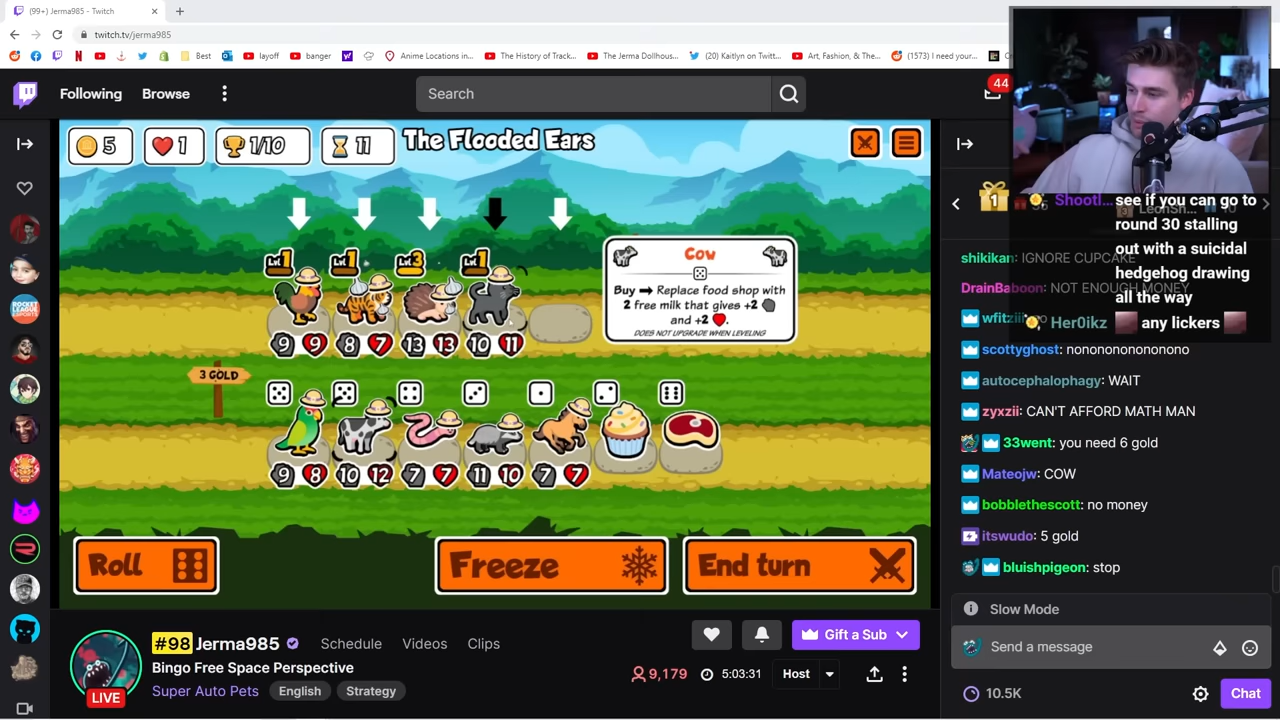 (99+) Jerma985 - Twitch
twitch.tv/jerma985
Best
layoff
banger
Anime Locations in...
The History of Track...
The Jerma Dollhous...
(20) Kaitlyn on Twitt...
Art, Fashion, & The...
(1573) I need your...
Following
Browse
Search
44
5
1
1/10
11
The Flooded Ears
Lvl1
Lvl1
Lvl3
Lvl1
Cow
Buy → Replace food shop with
2 free milk that gives +2
and +2
DOES NOT UPGRADE WHEN LEVELING
9 9 8 7 13 13 10 11
3 GOLD
9 8 10 12 7 7 11 10 7 7
Roll
Freeze
End turn
1
Shootl... see if you can go to
round 30 stalling
out with a suicidal
hedgehog drawing
all the way
Her0ikz any lickers
shikikan: IGNORE CUPCAKE
DrainBaboon: NOT ENOUGH MONEY
wfitziii
scottyghost: nonononononono
autocephalophagy: WAIT
zyxzii: CAN'T AFFORD MATH MAN
33went: you need 6 gold
Mateojw: COW
bobblethescott: no money
itswudo: 5 gold
bluishpigeon: stop
Slow Mode
Send a message
10.5K
Chat
LIVE
#98 Jerma985
Schedule
Videos
Clips
Gift a Sub
Bingo Free Space Perspective
Super Auto Pets
English
Strategy
9,179
5:03:31
Host